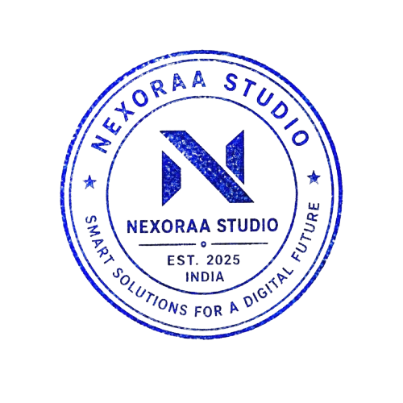 NEXORAA STUDIO
N
NEXORAA STUDIO
EST. 2025
INDIA
SMART SOLUTIONS FOR A DIGITAL FUTURE